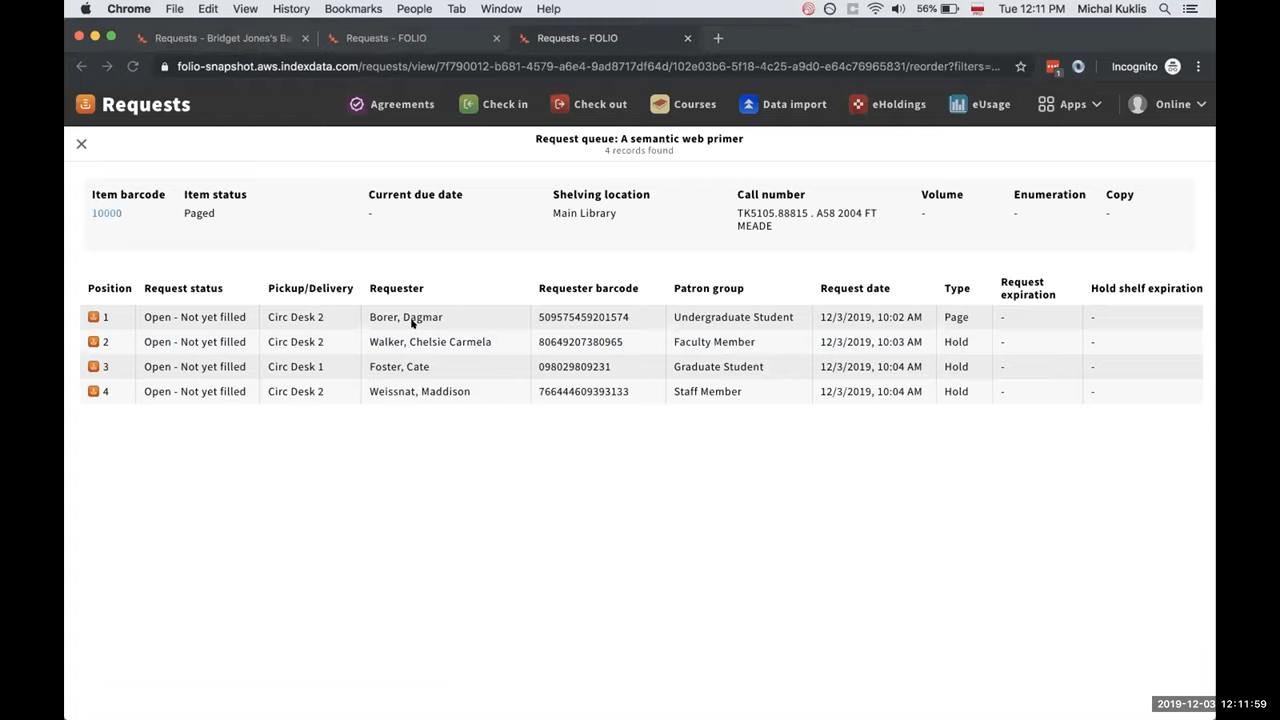 Chrome File Edit View History Bookmarks People Tab Window Help 56% Tue 12:11 PM Michal Kuklis
Requests - Bridget Jones's Ba Requests - FOLIO Requests - FOLIO
folio-snapshot.aws.indexdata.com/requests/view/7f790012-b681-4579-a6e4-9ad8717df64d/102e03b6-5f18-4c25-a9d0-e64c76965831/reorder?filters=... 1 Incognito
Requests Agreements Check in Check out Courses Data import eHoldings eUsage Apps Online
Request queue: A semantic web primer
4 records found
Item barcode Item status Current due date Shelving location Call number Volume Enumeration Copy
10000 Paged - Main Library TK5105.88815 . A58 2004 FT - - -
MEADE
Position Request status Pickup/Delivery Requester Requester barcode Patron group Request date Type Request expiration Hold shelf expiration
1 Open - Not yet filled Circ Desk 2 Borer, Dagmar 509575459201574 Undergraduate Student 12/3/2019, 10:02 AM Page - -
2 Open - Not yet filled Circ Desk 2 Walker, Chelsie Carmela 80649207380965 Faculty Member 12/3/2019, 10:03 AM Hold - -
3 Open - Not yet filled Circ Desk 1 Foster, Cate 098029809231 Graduate Student 12/3/2019, 10:04 AM Hold - -
4 Open - Not yet filled Circ Desk 2 Weissnat, Maddison 766444609393133 Staff Member 12/3/2019, 10:04 AM Hold - -
2019-12-03 12:11:59